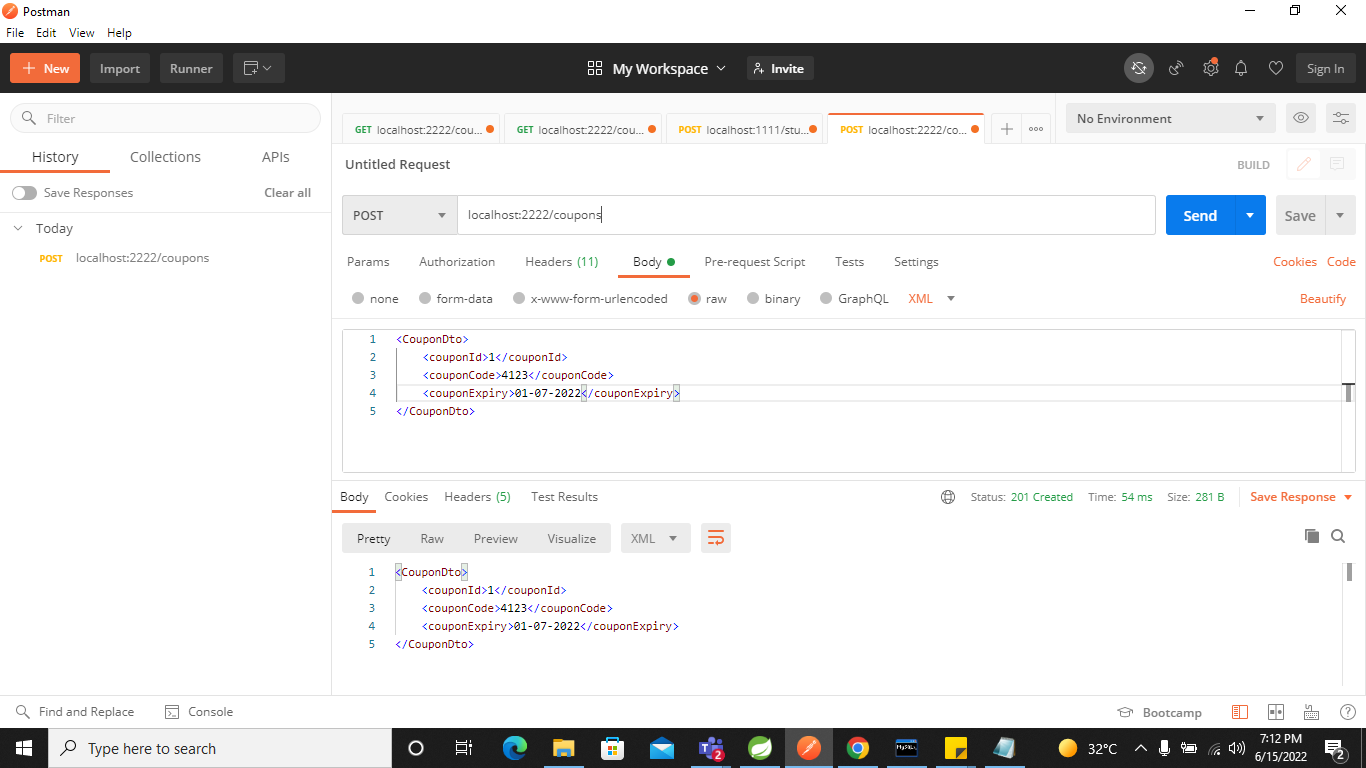 Postman
File Edit View Help
New Import Runner My Workspace Invite Sign In
Filter
History Collections APIs
Save Responses Clear all
Today
POST localhost:2222/coupons
GET localhost:2222/cou... GET localhost:2222/cou... POST localhost:1111/stu... POST localhost:2222/co... No Environment
Untitled Request BUILD
POST localhost:2222/coupons Send Save
Params Authorization Headers (11) Body Pre-request Script Tests Settings Cookies Code
none form-data x-www-form-urlencoded raw binary GraphQL XML Beautify
1 <CouponDto>
2 <couponId>1</couponId>
3 <couponCode>4123</couponCode>
4 <couponExpiry>01-07-2022</couponExpiry>
5 </CouponDto>
Body Cookies Headers (5) Test Results Status: 201 Created Time: 54 ms Size: 281 B Save Response
Pretty Raw Preview Visualize XML
1 <CouponDto>
2 <couponId>1</couponId>
3 <couponCode>4123</couponCode>
4 <couponExpiry>01-07-2022</couponExpiry>
5 </CouponDto>
Find and Replace Console Bootcamp
Type here to search 2 MySQL 32°C 7:12 PM
6/15/2022 2